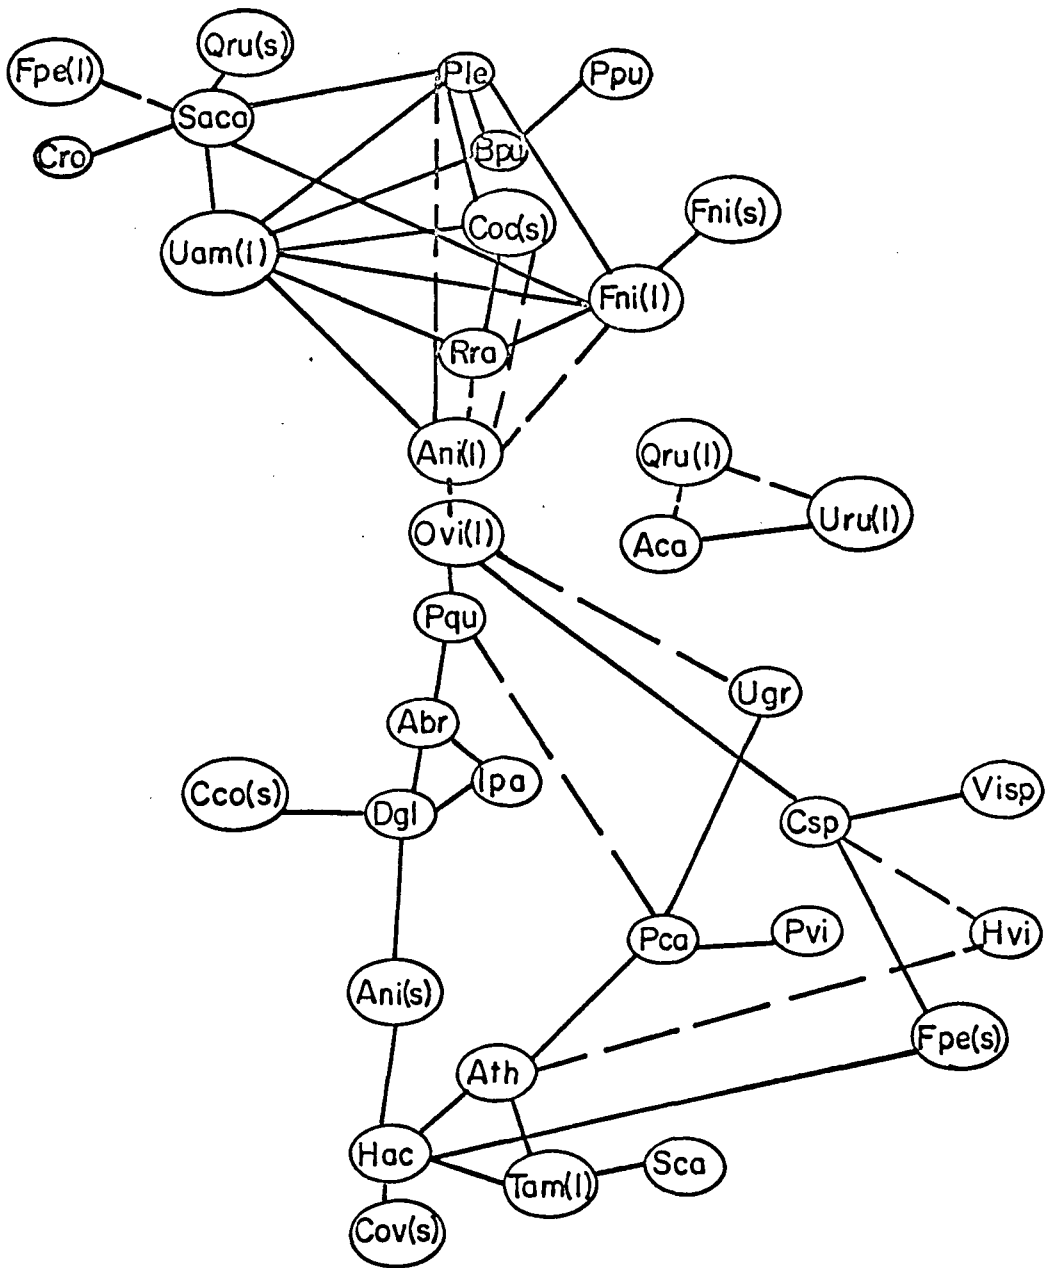 Qru(s)
Fpe(l)
Ple
Ppu
Saca
Cro
Bpu
Fni(s)
Coc(s)
Uam(l)
Fni(l)
Rra
Ani(l)
Qru(l)
Uru(l)
Ovi(l)
Aca
Pqu
Ugr
Abr
Ipa
Cco(s)
Visp
Dgl
Csp
Pca
Pvi
Hvi
Ani(s)
Fpe(s)
Ath
Hac
Sca
Tam(l)
Cov(s)